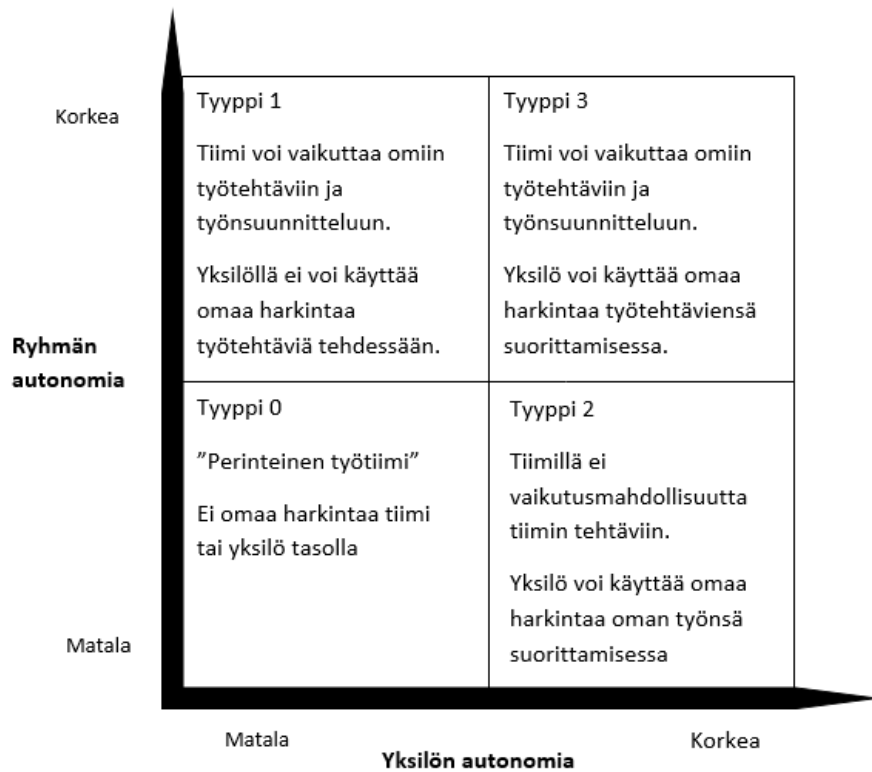 Korkea
Tyyppi 1
Tiimi voi vaikuttaa omiin
työtehtäviin ja
työnsuunnitteluun.
Yksilöllä ei voi käyttää
omaa harkintaa
työtehtäviä tehdessään.
Tyyppi 3
Tiimi voi vaikuttaa omiin
työtehtäviin ja
työnsuunnitteluun.
Yksilö voi käyttää omaa
harkintaa työtehtäviensä
suorittamisessa.
Ryhmän
autonomia
Tyyppi 0
”Perinteinen työtiimi”
Ei omaa harkintaa tiimi
tai yksilö tasolla
Tyyppi 2
Tiimillä ei
vaikutusmahdollisuutta
tiimin tehtäviin.
Yksilö voi käyttää omaa
harkintaa oman työnsä
suorittamisessa
Matala
Matala
Yksilön autonomia
Korkea